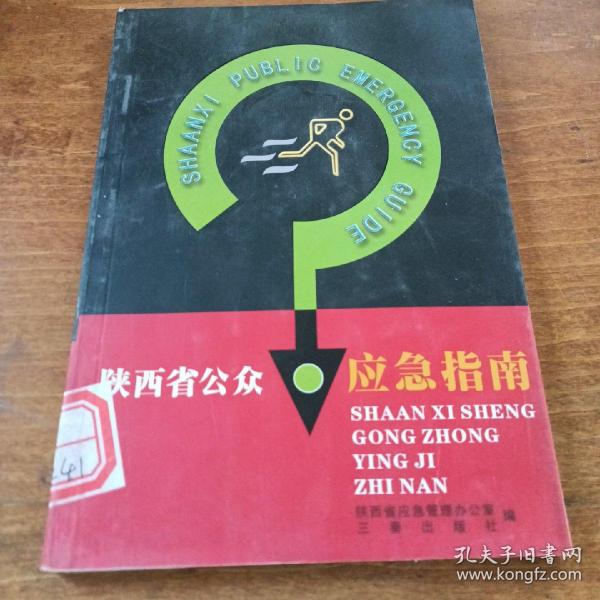 SHAANXI PUBLIC EMERGENCY GUIDE
陕西省公众
应急指南
SHAAN XI SHENG
GONG ZHONG
YING JI
ZHI NAN
陕西省应急管理办公室
三秦出版社
编
41
孔夫子旧书网
www.kongfz.com